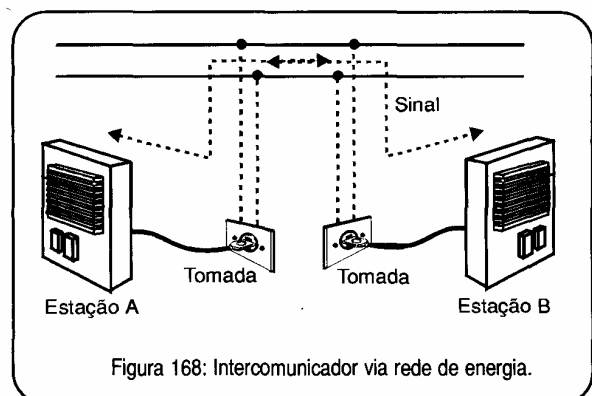 Sinal
Tomada
Tomada
Estação A
Estação B
Figura 168: Intercomunicador via rede de energia.